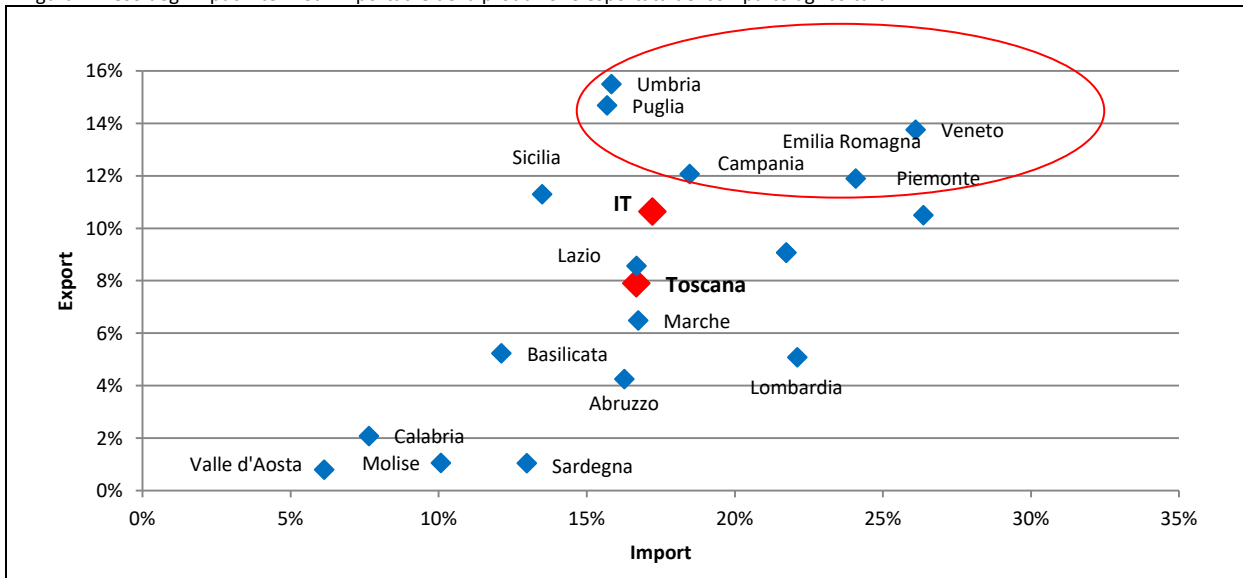 16%
14%
12%
10%
8%
6%
4%
2%
0%
Export
Umbria
Puglia
Veneto
Emilia Romagna
Campania
Piemonte
Sicilia
IT
Lazio
Toscana
Marche
Basilicata
Abruzzo
Lombardia
Calabria
Valle d'Aosta
Molise
Sardegna
0%
5%
10%
15%
20%
25%
30%
35%
Import